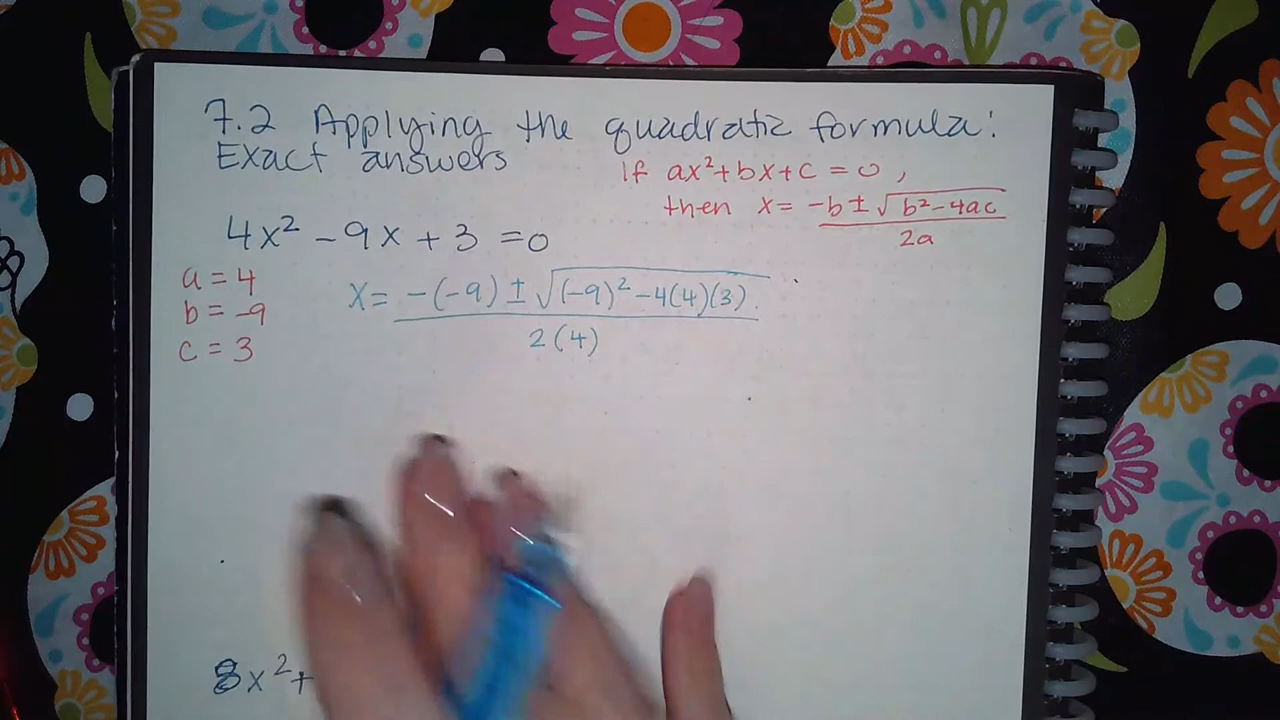 7.2 Applying the quadratic formula:
Exact answers
If ax²+bx+c = 0,
then x = -b ± √b²-4ac
2a
4x² - 9x + 3 = 0
a = 4
b = -9
c = 3
x = -(-9) ± √(-9)² - 4(4)(3)
2(4)
8x² +